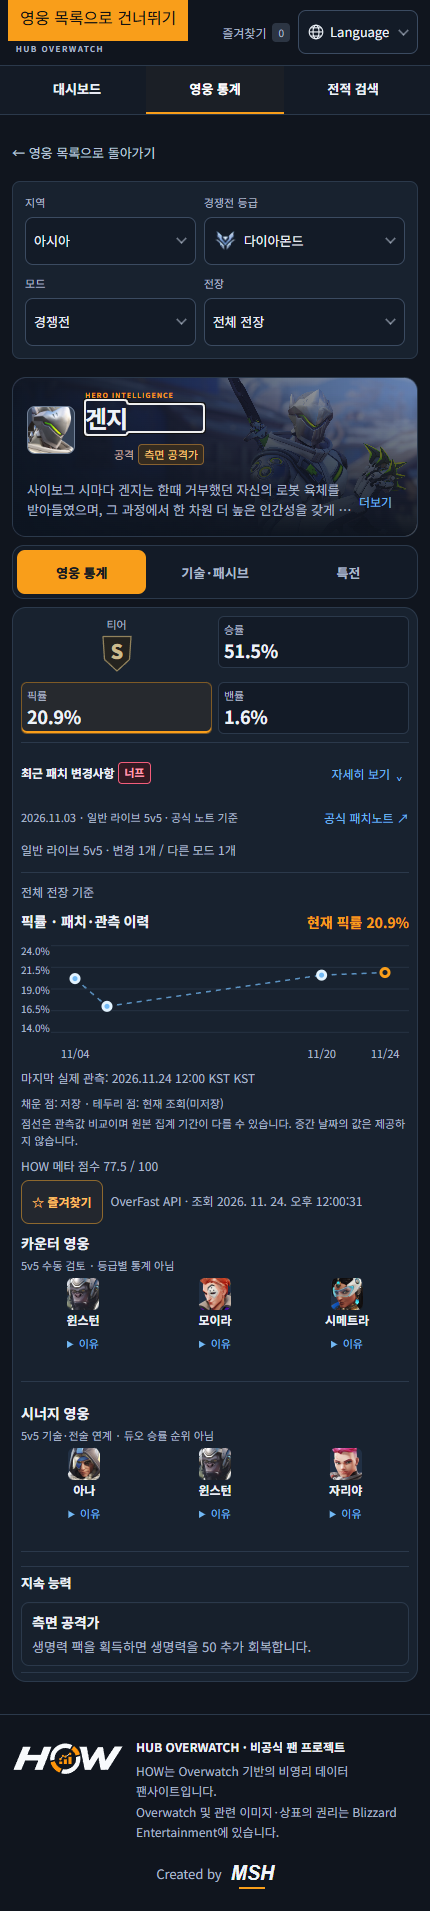 영웅 목록으로 건너뛰기
HUB OVERWATCH
즐겨찾기 0
Language
대시보드 영웅 통계 전적 검색
← 영웅 목록으로 돌아가기
지역 경쟁전 등급
아시아 다이아몬드
모드 전장
경쟁전 전체 전장
HERO INTELLIGENCE
겐지
공격 측면 공격가
사이보그 시마다 겐지는 한때 거부했던 자신의 로봇 육체를
받아들였으며, 그 과정에서 한 차원 더 높은 인간성을 갖게 …
더보기
영웅 통계 기술·패시브 특전
티어
S
승률
51.5%
픽률
20.9%
밴률
1.6%
최근 패치 변경사항 너프 자세히 보기
2026.11.03 · 일반 라이브 5v5 · 공식 노트 기준 공식 패치노트 ↗
일반 라이브 5v5 · 변경 1개 / 다른 모드 1개
전체 전장 기준
픽률 · 패치·관측 이력 현재 픽률 20.9%
24.0%
21.5%
19.0%
16.5%
14.0%
11/04 11/20 11/24
마지막 실제 관측: 2026.11.24 12:00 KST KST
채운 점: 저장 · 테두리 점: 현재 조회(미저장)
점선은 관측값 비교이며 원본 집계 기간이 다를 수 있습니다. 중간 날짜의 값은 제공하
지 않습니다.
HOW 메타 점수 77.5 / 100
☆ 즐겨찾기 OverFast API · 조회 2026. 11. 24. 오후 12:00:31
카운터 영웅
5v5 수동 검토 · 등급별 통계 아님
윈스턴 모이라 시메트라
▶ 이유 ▶ 이유 ▶ 이유
시너지 영웅
5v5 기술·전술 연계 · 듀오 승률 순위 아님
아나 윈스턴 자리야
▶ 이유 ▶ 이유 ▶ 이유
지속 능력
측면 공격가
생명력 팩을 획득하면 생명력을 50 추가 회복합니다.
HOW
HUB OVERWATCH · 비공식 팬 프로젝트
HOW는 Overwatch 기반의 비영리 데이터
팬사이트입니다.
Overwatch 및 관련 이미지·상표의 권리는 Blizzard
Entertainment에 있습니다.
Created by MSH